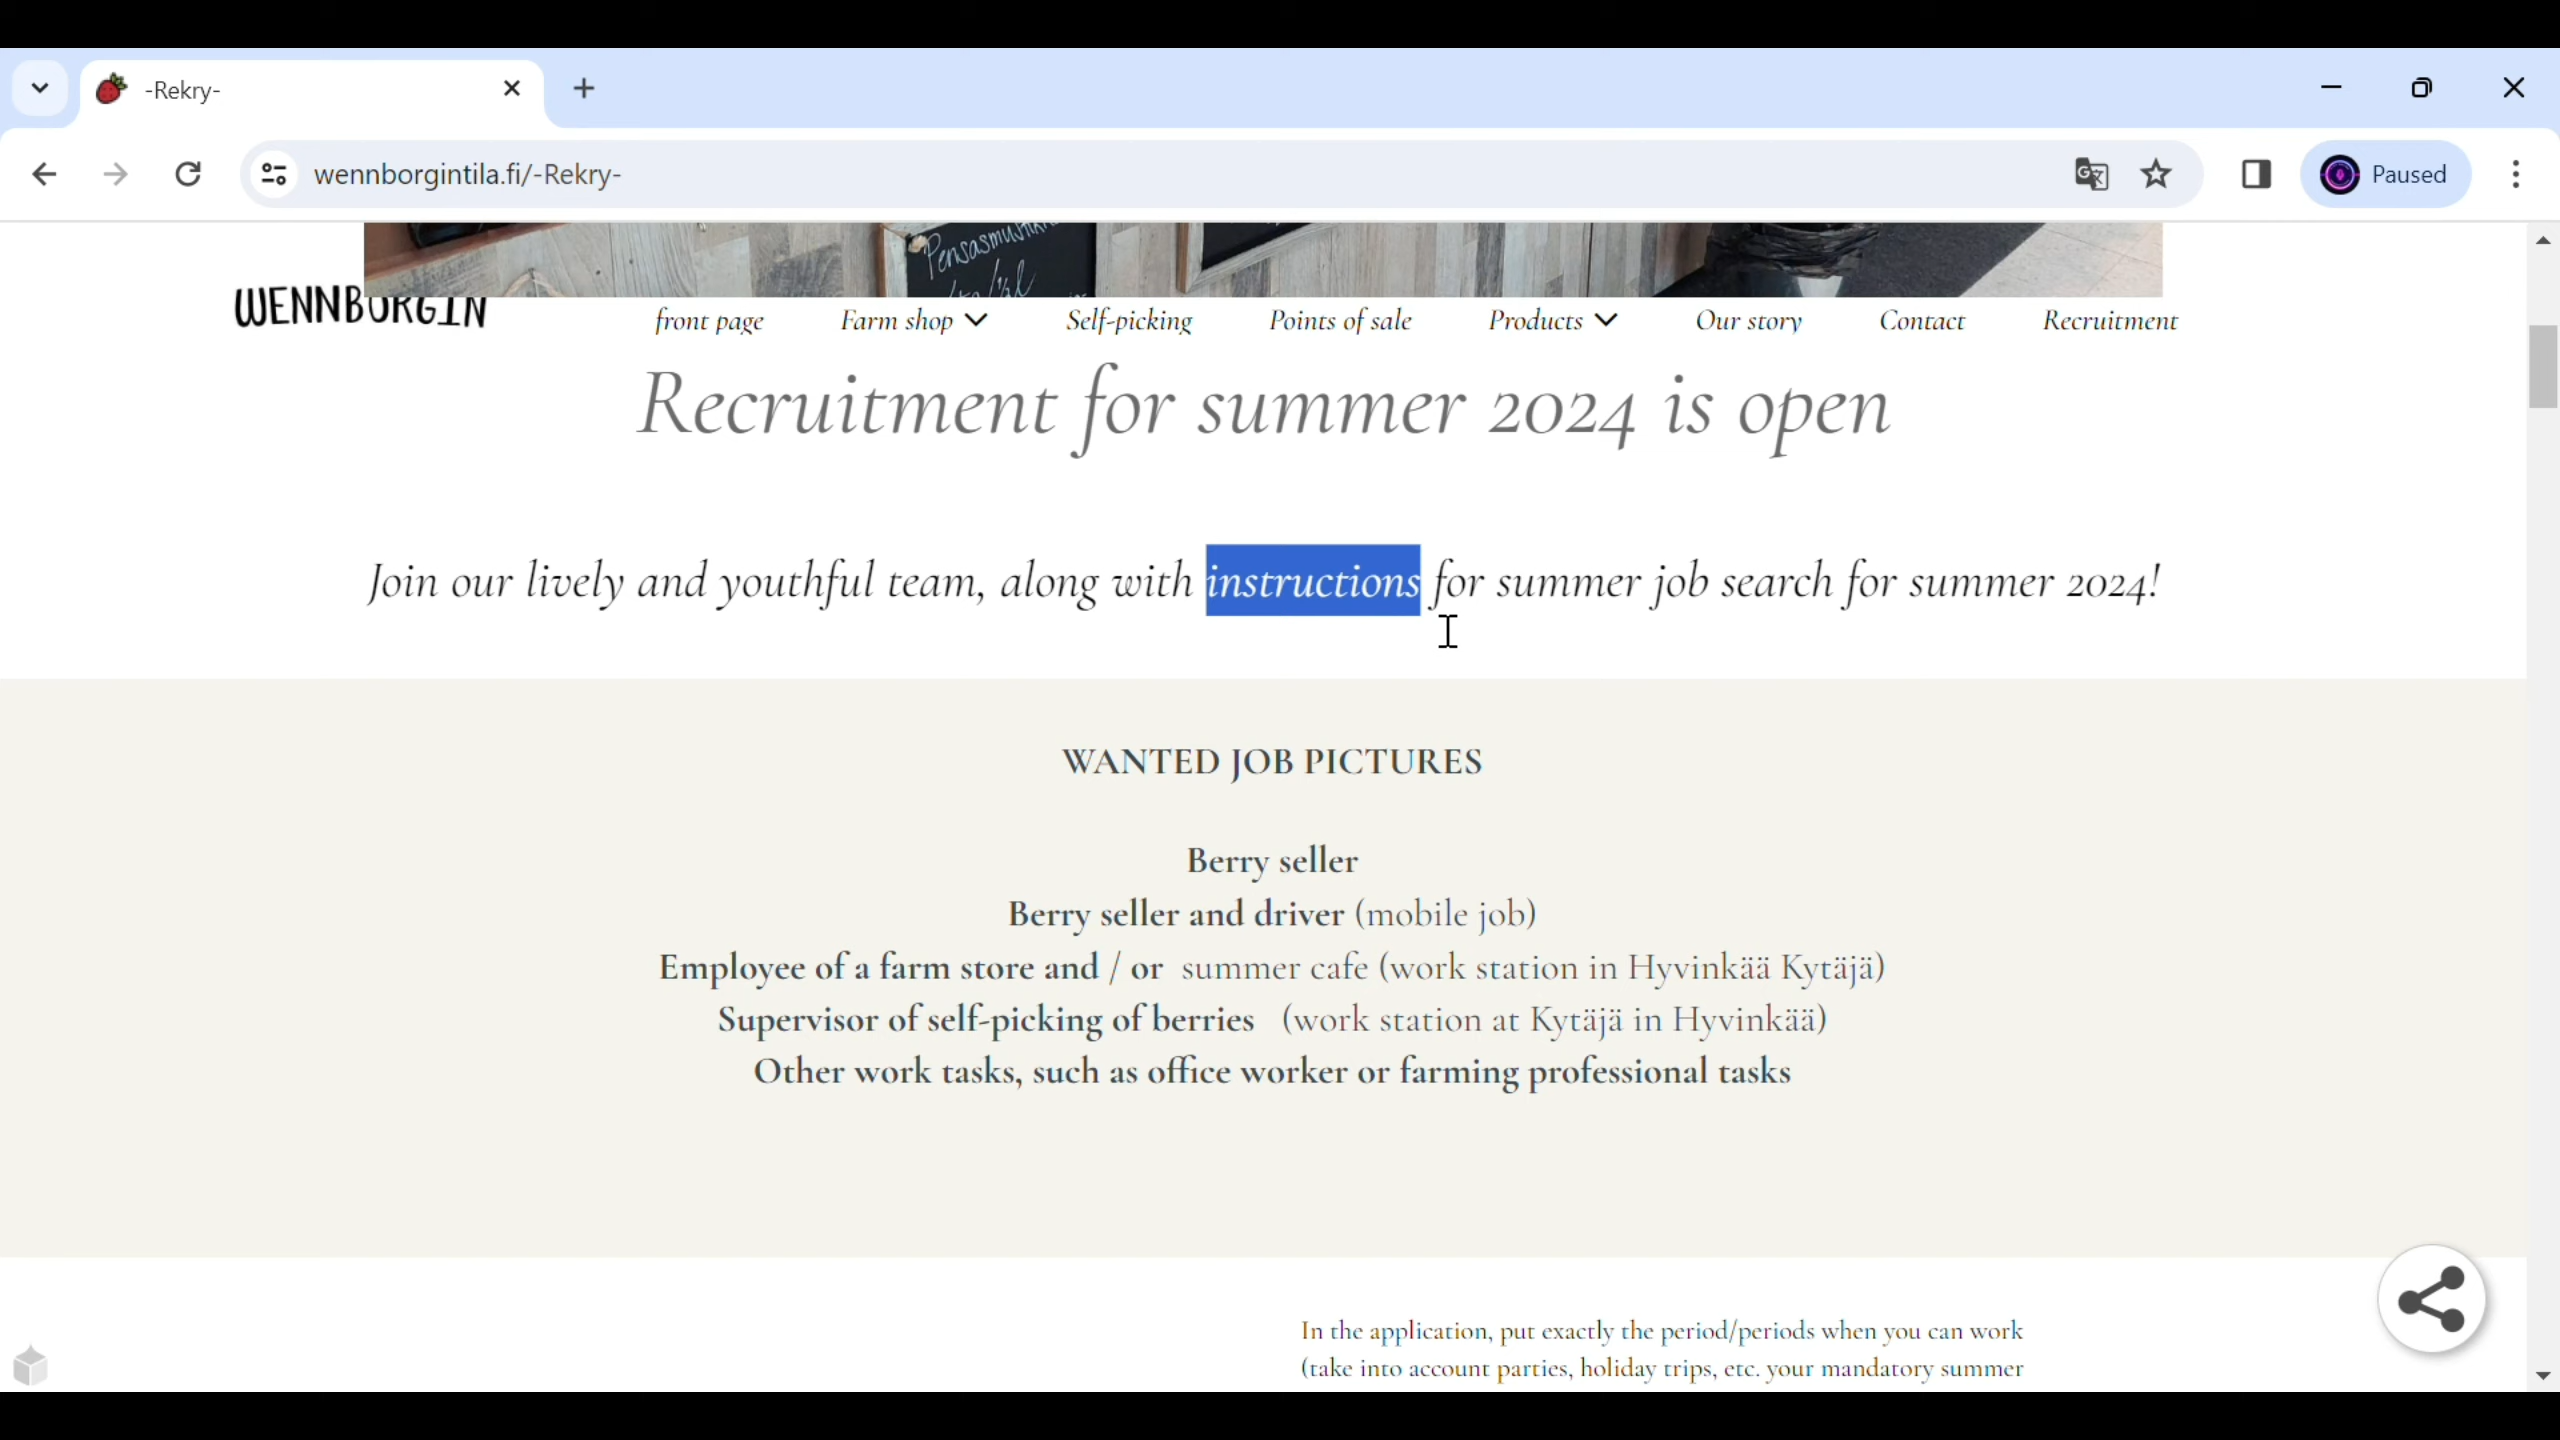 -Rekry-
wennborgintila.fi/-Rekry-
Paused
WENNBORGIN
front page Farm shop Self-picking Points of sale Products Our story Contact Recruitment
Recruitment for summer 2024 is open
Join our lively and youthful team, along with instructions for summer job search for summer 2024!
WANTED JOB PICTURES
Berry seller
Berry seller and driver (mobile job)
Employee of a farm store and / or summer cafe (work station in Hyvinkää Kytäjä)
Supervisor of self-picking of berries (work station at Kytäjä in Hyvinkää)
Other work tasks, such as office worker or farming professional tasks
In the application, put exactly the period/periods when you can work
(take into account parties, holiday trips, etc. your mandatory summer